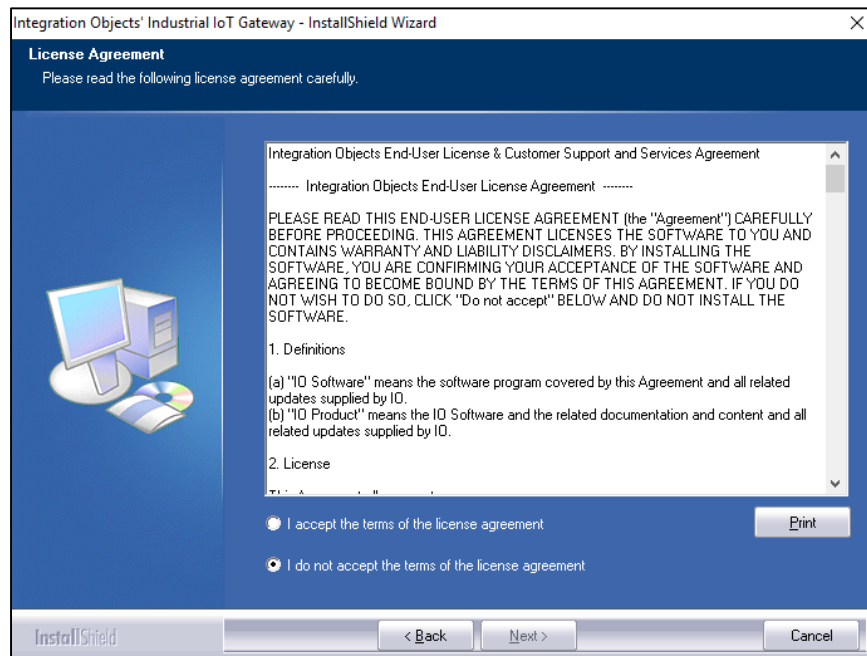 Integration Objects' Industrial IoT Gateway - InstallShield Wizard
License Agreement
Please read the following license agreement carefully.
Integration Objects End-User License & Customer Support and Services Agreement
-------- Integration Objects End-User License Agreement --------
PLEASE READ THIS END-USER LICENSE AGREEMENT (the "Agreement") CAREFULLY
BEFORE PROCEEDING. THIS AGREEMENT LICENSES THE SOFTWARE TO YOU AND
CONTAINS WARRANTY AND LIABILITY DISCLAIMERS. BY INSTALLING THE
SOFTWARE, YOU ARE CONFIRMING YOUR ACCEPTANCE OF THE SOFTWARE AND
AGREEING TO BECOME BOUND BY THE TERMS OF THIS AGREEMENT. IF YOU DO
NOT WISH TO DO SO, CLICK "Do not accept" BELOW AND DO NOT INSTALL THE
SOFTWARE.
1. Definitions
(a) "IO Software" means the software program covered by this Agreement and all related
updates supplied by IO.
(b) "IO Product" means the IO Software and the related documentation and content and all
related updates supplied by IO.
2. License
I accept the terms of the license agreement
Print
I do not accept the terms of the license agreement
InstallShield
< Back
Next >
Cancel